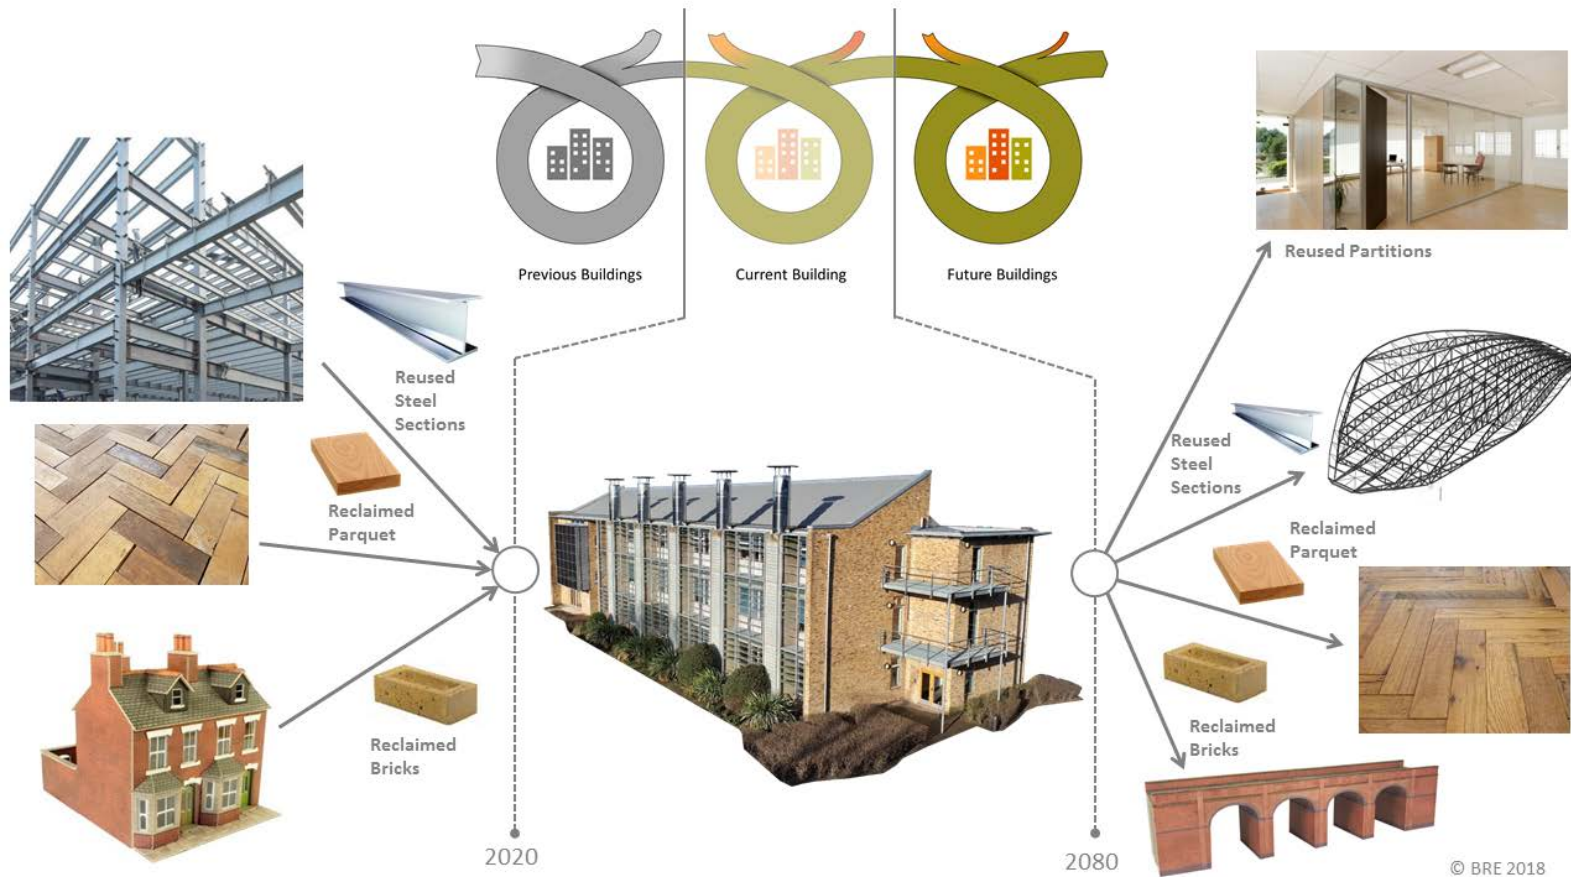 Previous Buildings
Current Building
Future Buildings
Reused
Steel
Sections
Reclaimed
Parquet
Reclaimed
Bricks
2020
Reused Partitions
Reused
Steel
Sections
Reclaimed
Parquet
Reclaimed
Bricks
2080
© BRE 2018